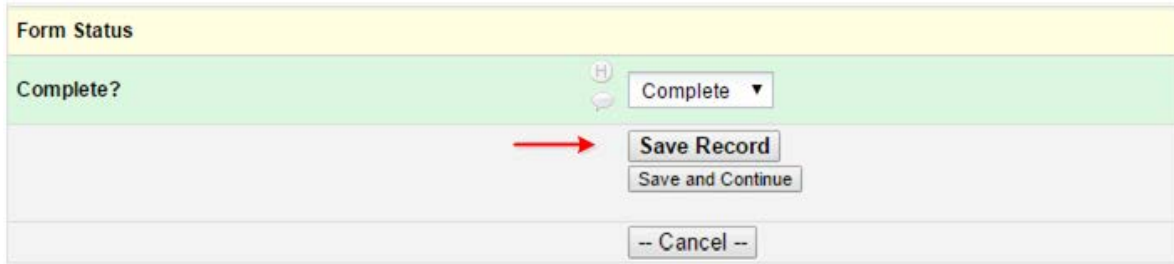 Form Status
Complete?
H
Complete
Save Record
Save and Continue
-- Cancel --